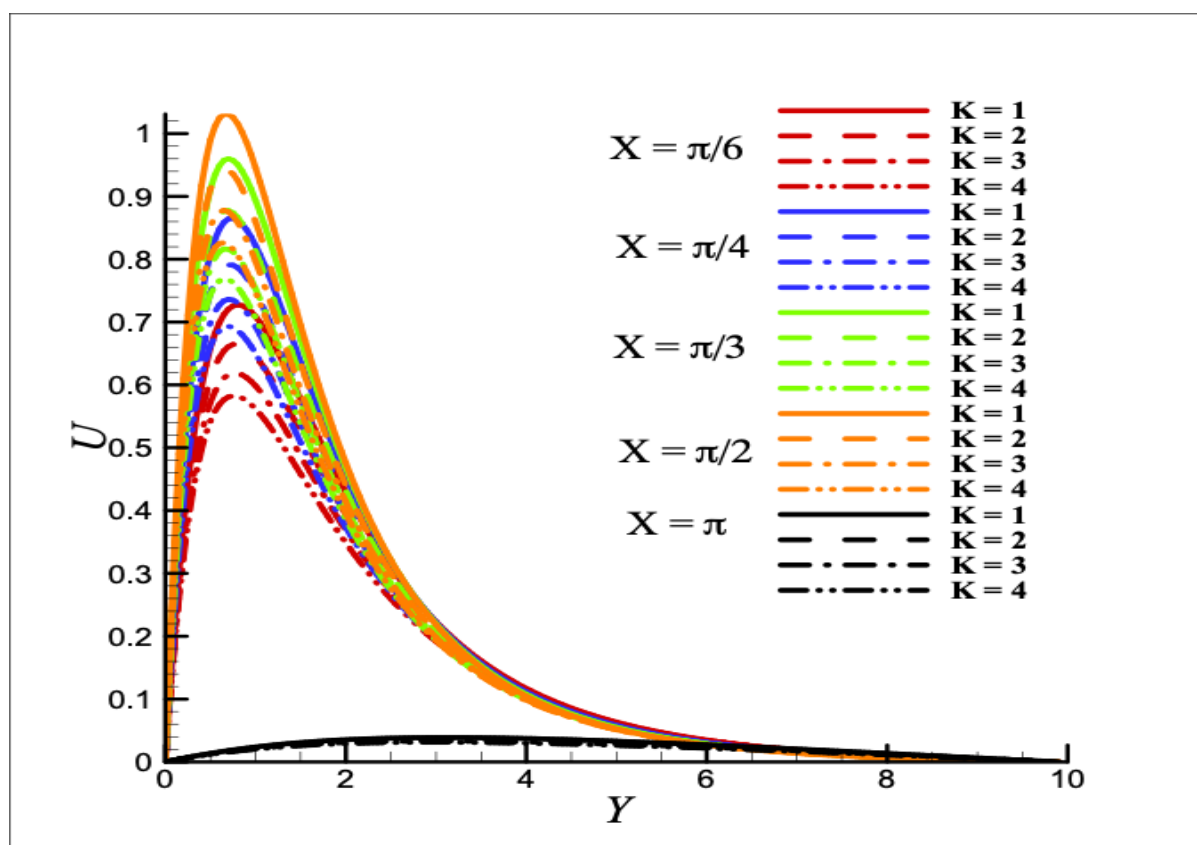 1
0.9
0.8
0.7
0.6
0.5
0.4
0.3
0.2
0.1
0
U
0
2
4
6
8
10
Y
X = π/6
K = 1
K = 2
K = 3
K = 4
X = π/4
K = 1
K = 2
K = 3
K = 4
X = π/3
K = 1
K = 2
K = 3
K = 4
X = π/2
K = 1
K = 2
K = 3
K = 4
X = π
K = 1
K = 2
K = 3
K = 4